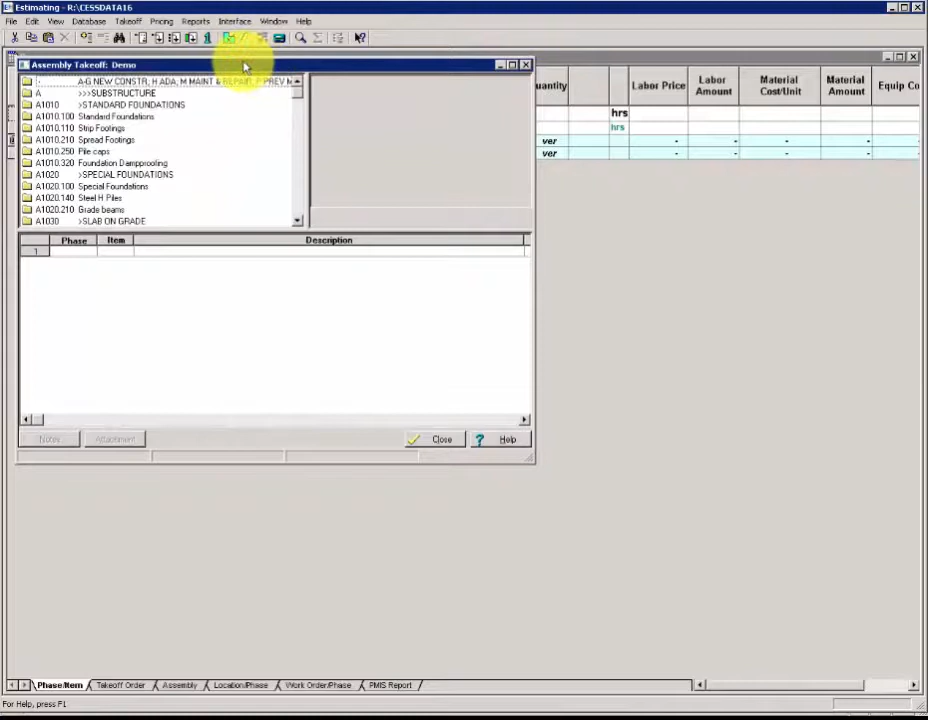 Estimating - R:\CESSDATA16
File Edit View Database Takeoff Pricing Reports Interface Window Help
Assembly Takeoff: Demo
A-G NEW CONSTR; H ADA; M MAINT & REPAIR; P PREV M
A >>>SUBSTRUCTURE
A1010 >STANDARD FOUNDATIONS
A1010.100 Standard Foundations
A1010.110 Strip Footings
A1010.210 Spread Footings
A1010.250 Pile caps
A1010.320 Foundation Dampproofing
A1020 >SPECIAL FOUNDATIONS
A1020.100 Special Foundations
A1020.140 Steel H Piles
A1020.210 Grade beams
A1030 >SLAB ON GRADE
uantity Labor Price Labor Amount Material Cost/Unit Material Amount Equip Co
hrs
hrs
ver - - - - -
ver - - - - -
Phase Item Description
1
Notes... Attachment Close Help
Phase/Item Takeoff Order Assembly Location/Phase Work Order/Phase PMIS Report
For Help, press F1